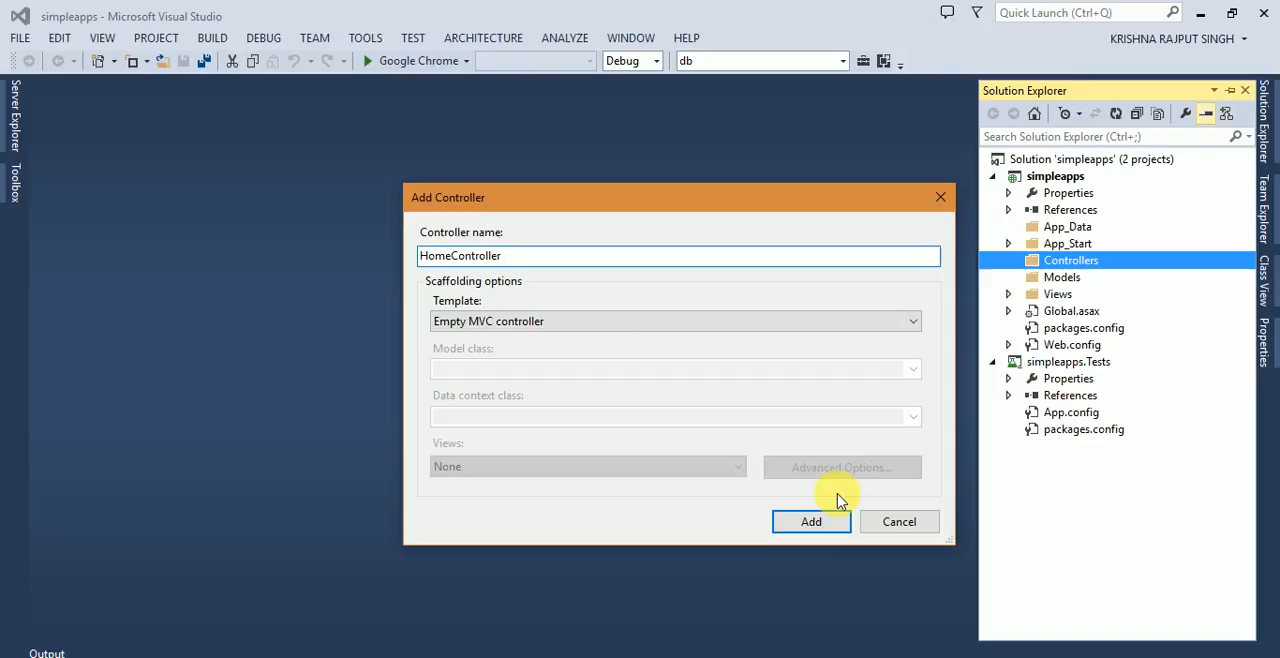 simpleapps - Microsoft Visual Studio
Quick Launch (Ctrl+Q)
FILE EDIT VIEW PROJECT BUILD DEBUG TEAM TOOLS TEST ARCHITECTURE ANALYZE WINDOW HELP
KRISHNA RAJPUT SINGH
Google Chrome Debug db
Server Explorer
Toolbox
Add Controller
Controller name:
HomeController
Scaffolding options
Template:
Empty MVC controller
Model class:
Data context class:
Views:
None
Advanced Options...
Add Cancel
Solution Explorer
Search Solution Explorer (Ctrl+;)
Solution 'simpleapps' (2 projects)
simpleapps
Properties
References
App_Data
App_Start
Controllers
Models
Views
Global.asax
packages.config
Web.config
simpleapps.Tests
Properties
References
App.config
packages.config
Solution Explorer
Team Explorer
Class View
Properties
Output